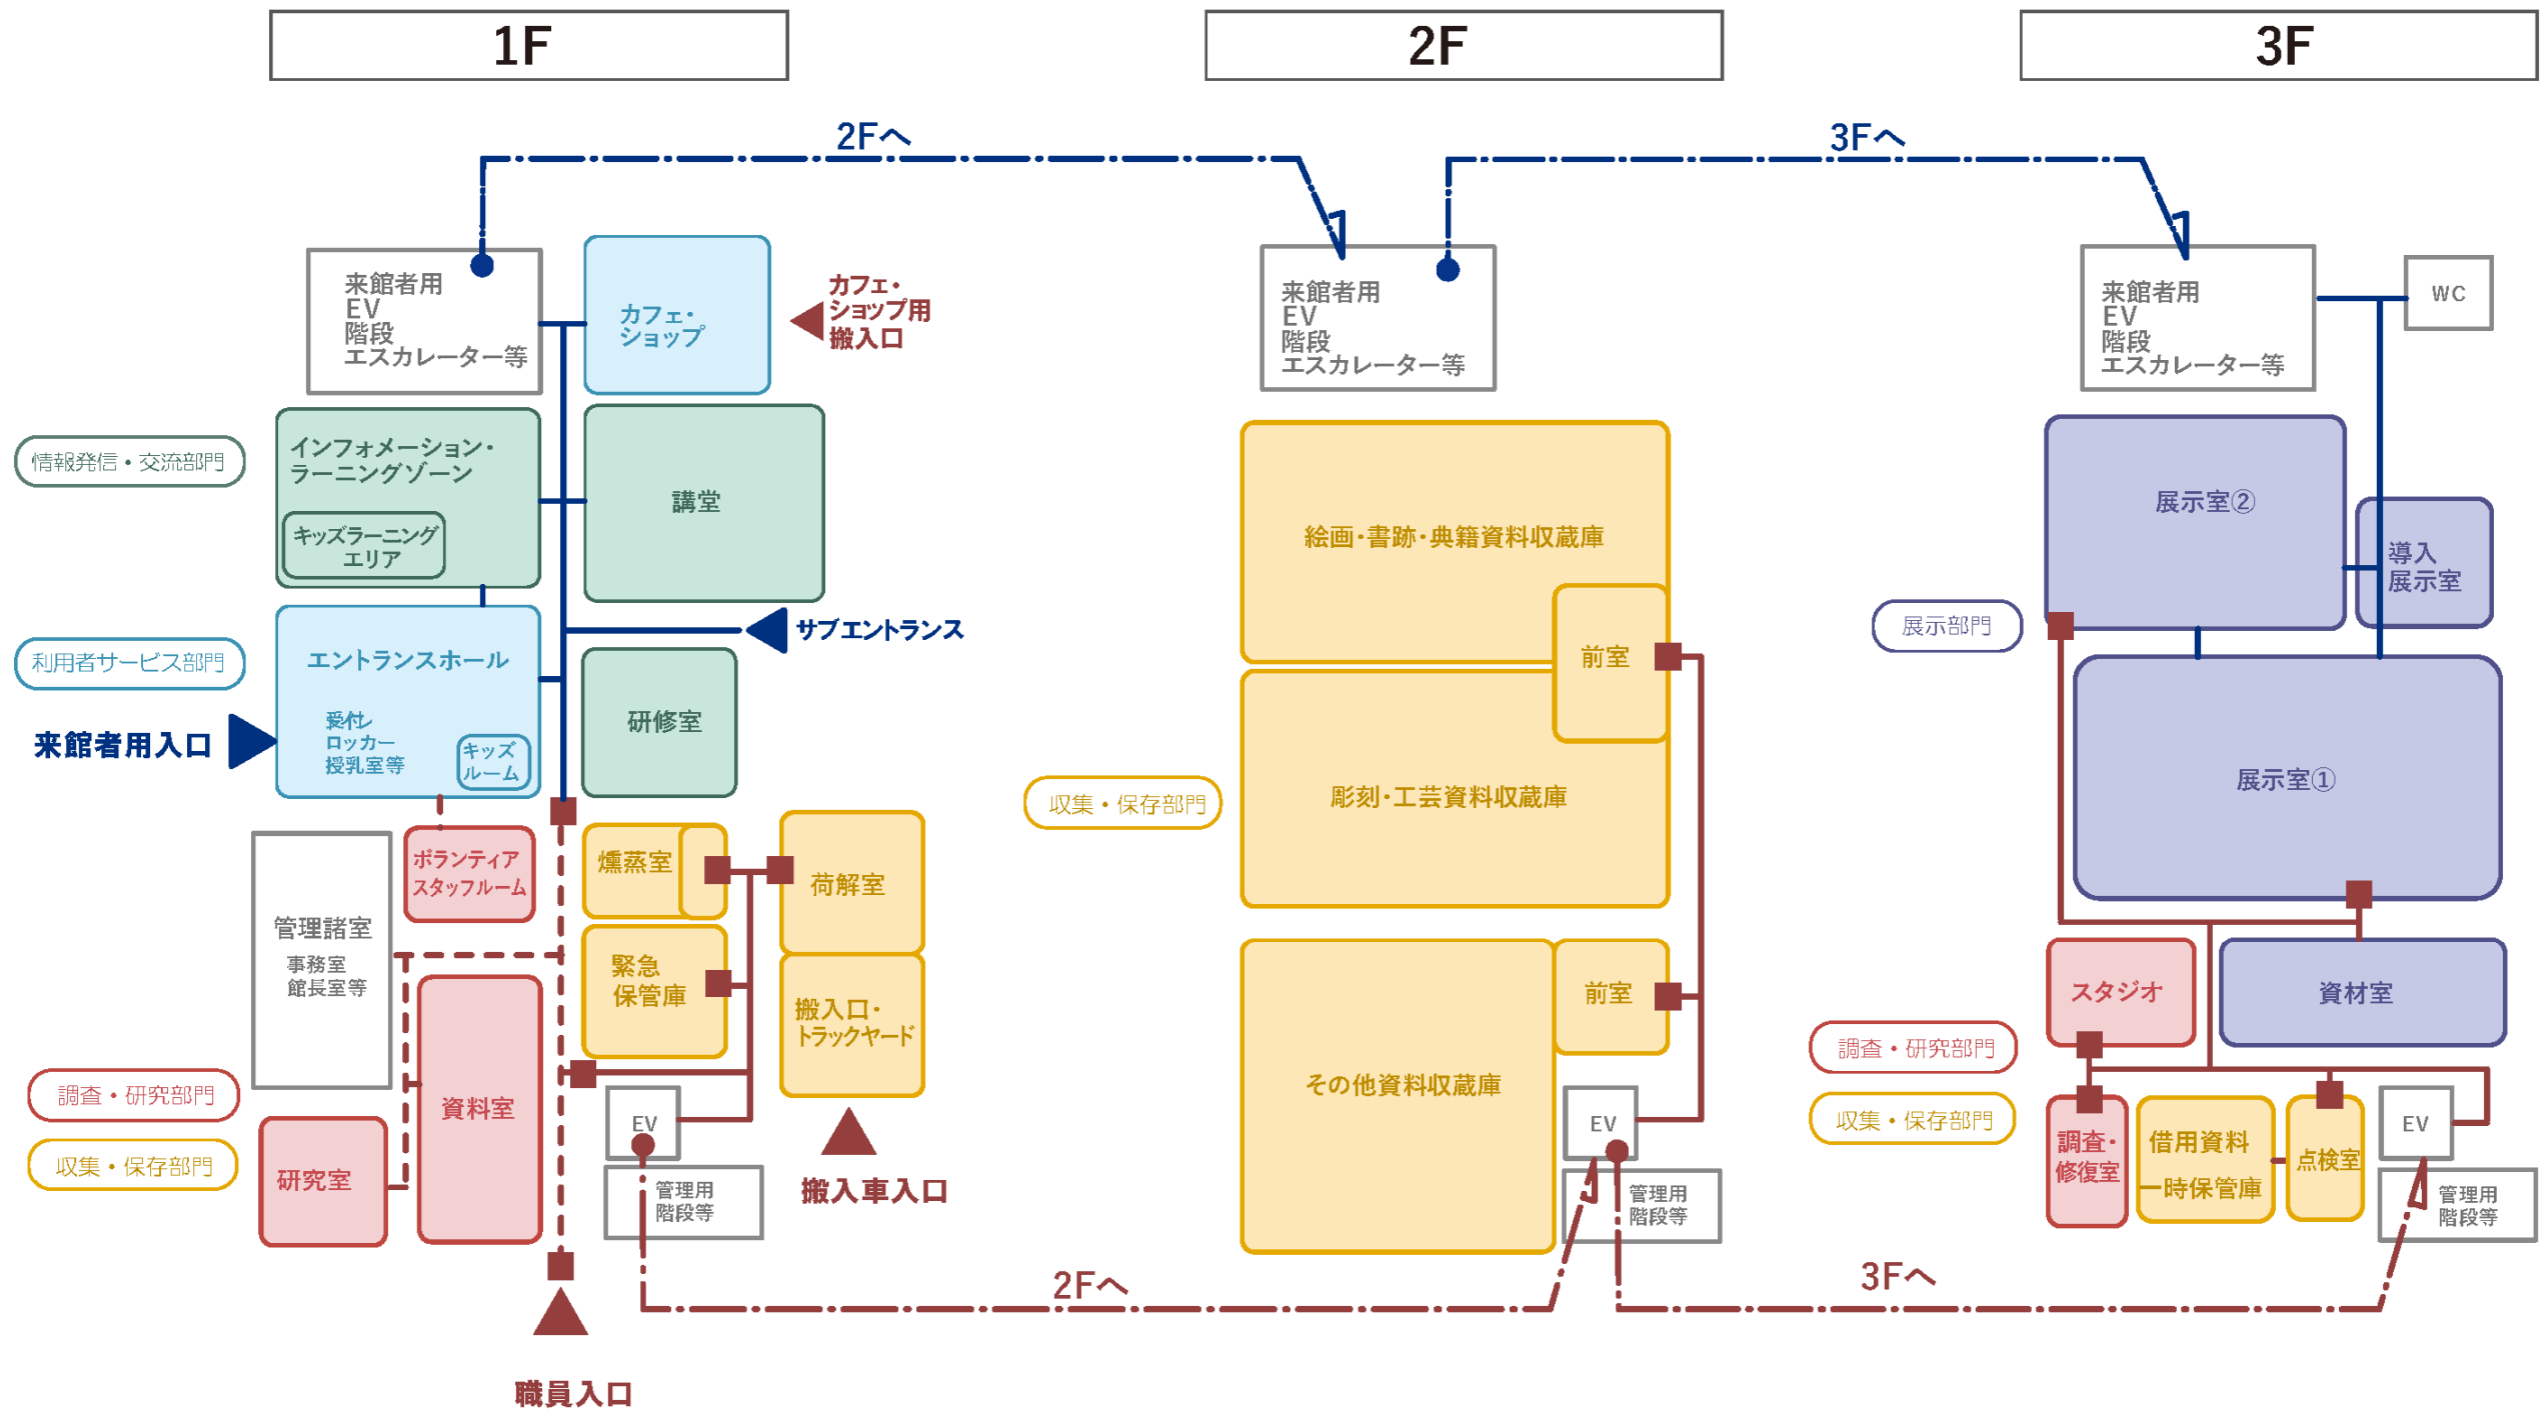 1F
2F
3F
2Fへ
3Fへ
来館者用
EV
階段
エスカレーター等
カフェ・
ショップ
カフェ・
ショップ用
搬入口
情報発信・交流部門
インフォメーション・
ラーニングゾーン
キッズラーニング
エリア
講堂
サブエントランス
利用者サービス部門
エントランスホール
受付、
ロッカー
授乳室等
キッズ
ルーム
来館者用入口
研修室
管理諸室
事務室
館長室等
ボランティア
スタッフルーム
燻蒸室
荷解室
緊急
保管庫
搬入口・
トラックヤード
調査・研究部門
収集・保存部門
研究室
資料室
EV
管理用
階段等
搬入車入口
職員入口
2Fへ
来館者用
EV
階段
エスカレーター等
絵画・書跡・典籍資料収蔵庫
前室
収集・保存部門
彫刻・工芸資料収蔵庫
その他資料収蔵庫
前室
EV
管理用
階段等
3Fへ
来館者用
EV
階段
エスカレーター等
WC
展示室②
導入
展示室
展示部門
展示室①
スタジオ
資材室
調査・研究部門
収集・保存部門
調査・
修復室
借用資料
一時保管庫
点検室
EV
管理用
階段等